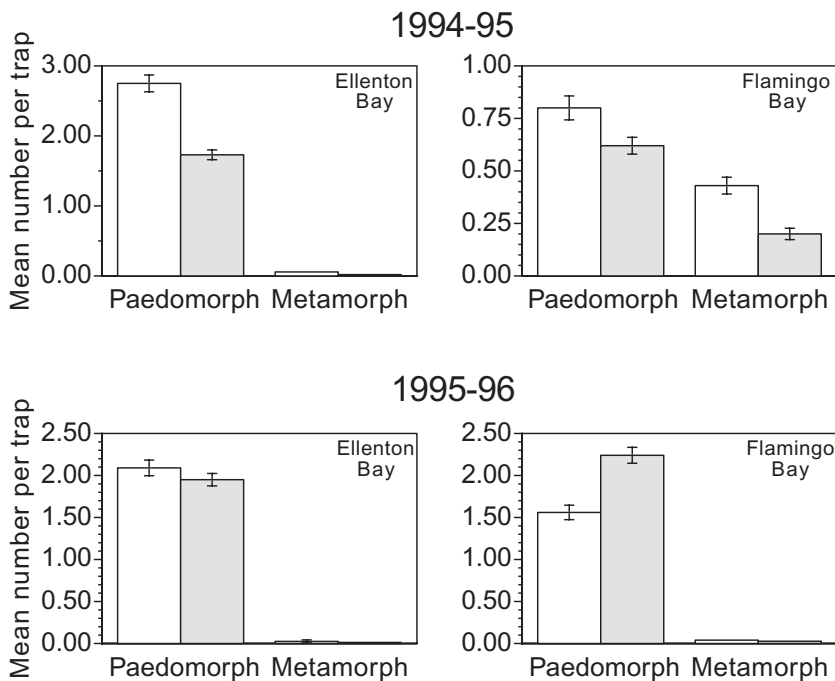 1994-95
Mean number per trap
3.00
2.00
1.00
0.00
Ellenton
Bay
Paedomorph Metamorph
1.00
0.75
0.50
0.25
0.00
Flamingo
Bay
Paedomorph Metamorph
1995-96
Mean number per trap
2.50
2.00
1.50
1.00
0.50
0.00
Ellenton
Bay
Paedomorph Metamorph
2.50
2.00
1.50
1.00
0.50
0.00
Flamingo
Bay
Paedomorph Metamorph